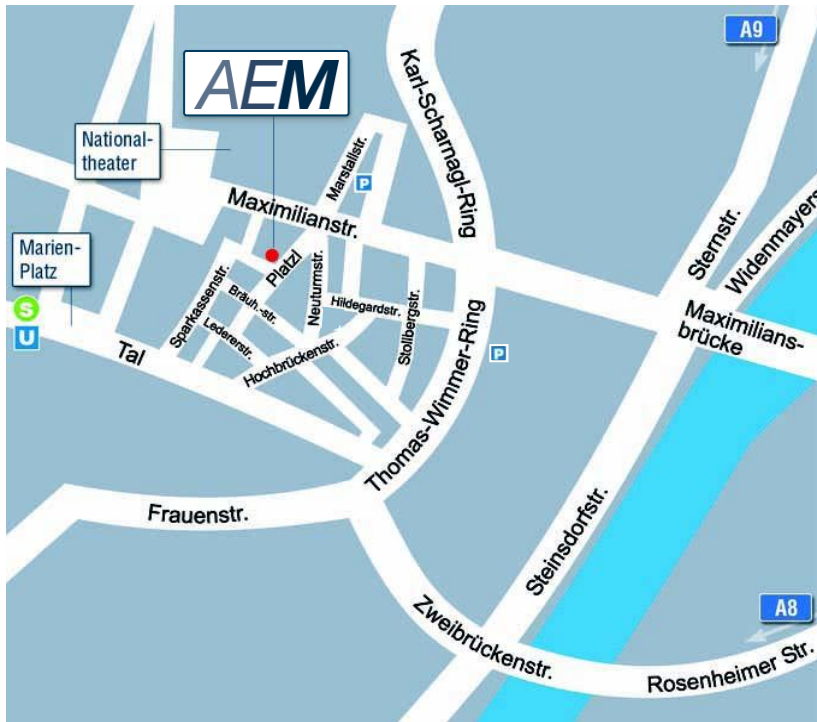 A9
AEM
Karl-Scharnagl-Ring
National-
theater
Marstallstr.
P
Maximilianstr.
Sternstr.
Widenmayers
Marien-
Platz
Platzl
Sparkassenstr.
Neuturmstr.
Bräuh.-str.
Hildegardstr.
Ledererstr.
Stollbergstr.
S
U
Tal
Hochbrückenstr.
P
Maximilians-
brücke
Thomas-Wimmer-Ring
Frauenstr.
Steinsdorfstr.
A8
Zweibrückenstr.
Rosenheimer Str.